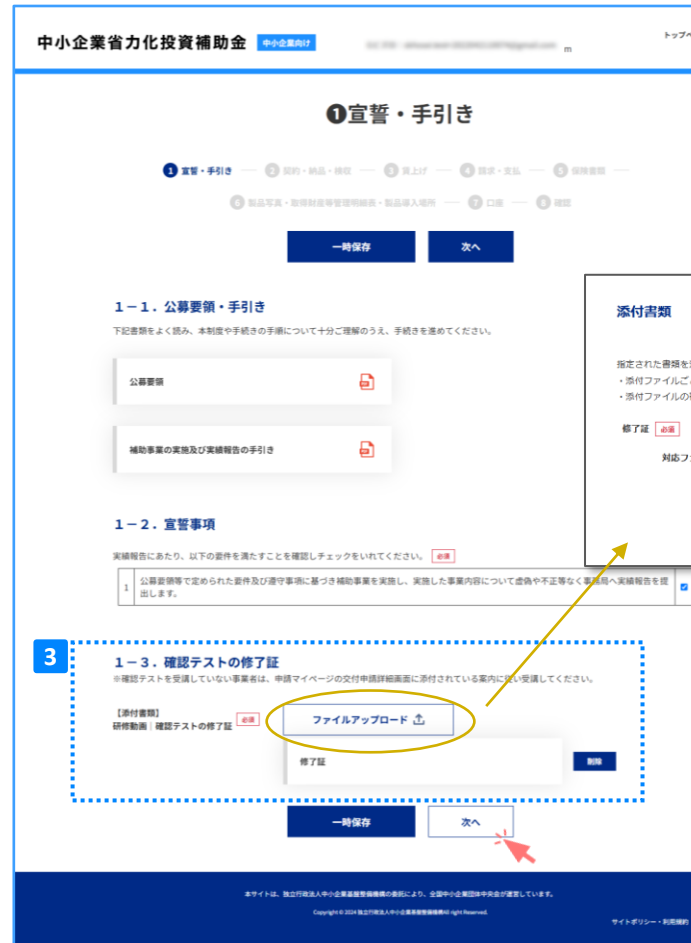 中小企業省力化投資補助金 中小企業向け m トップペ
❶宣誓・手引き
1 宣誓・手引き 2 契約・納品・検収 3 賃上げ 4 請求・支払 5 保険書類
6 製品写真・取得財産等管理明細表・製品導入場所 7 口座 8 確認
一時保存 次へ
1-1. 公募要領・手引き
下記書類をよく読み、本制度や手続きの手順について十分ご理解のうえ、手続きを進めてください。
公募要領
補助事業の実施及び実績報告の手引き
添付書類
指定された書類を
・添付ファイルご
・添付ファイルの
修了証 必須
対応フ
1-2. 宣誓事項
実績報告にあたり、以下の要件を満たすことを確認しチェックをいれてください。 必須
1 公募要領等で定められた要件及び遵守事項に基づき補助事業を実施し、実施した事業内容について虚偽や不正等なく事務局へ実績報告を提
出します。
3
1-3. 確認テストの修了証
※確認テストを受講していない事業者は、申請マイページの交付申請詳細画面に添付されている案内に従い受講してください。
【添付書類】
研修動画｜確認テストの修了証 必須 ファイルアップロード
修了証 削除
一時保存 次へ
本サイトは、独立行政法人中小企業基盤整備機構の委託により、全国中小企業団体中央会が運営しています。
Copyright © 2024 独立行政法人中小企業基盤整備機構All right Reserved.
サイトポリシー・利用規約